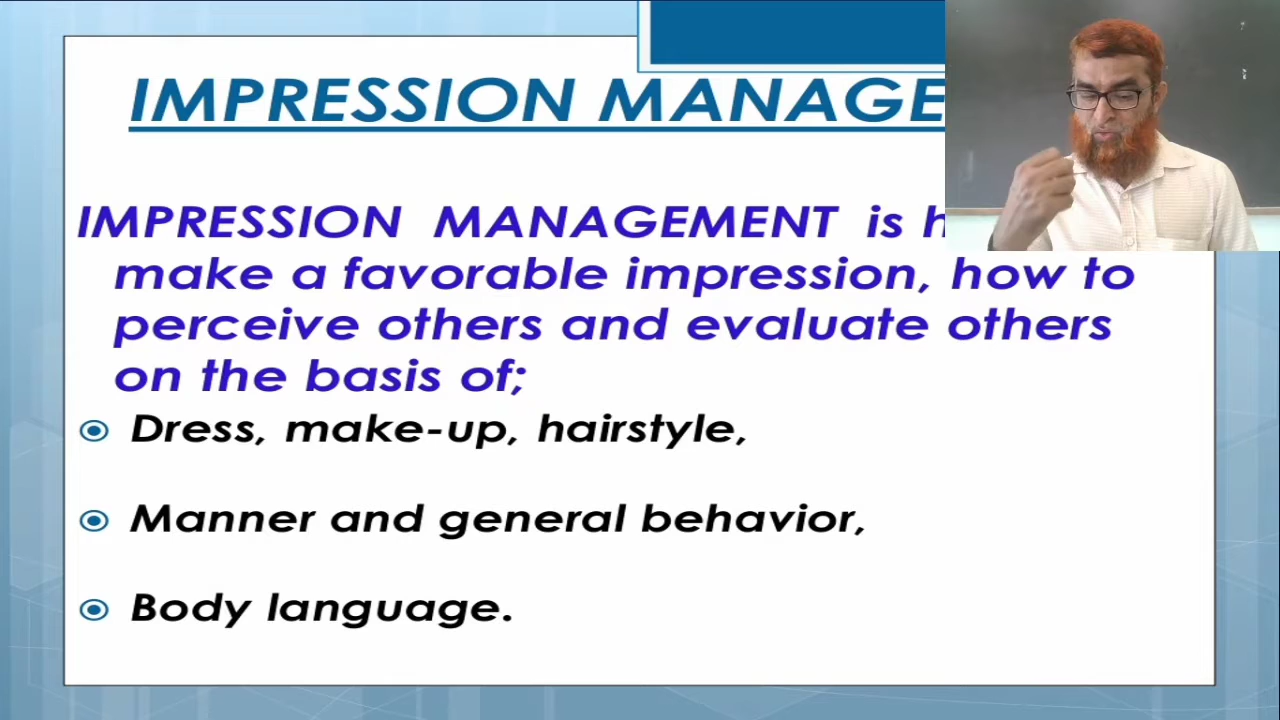 IMPRESSION MANAGE
IMPRESSION MANAGEMENT is h
make a favorable impression, how to
perceive others and evaluate others
on the basis of;
Dress, make-up, hairstyle,
Manner and general behavior,
Body language.